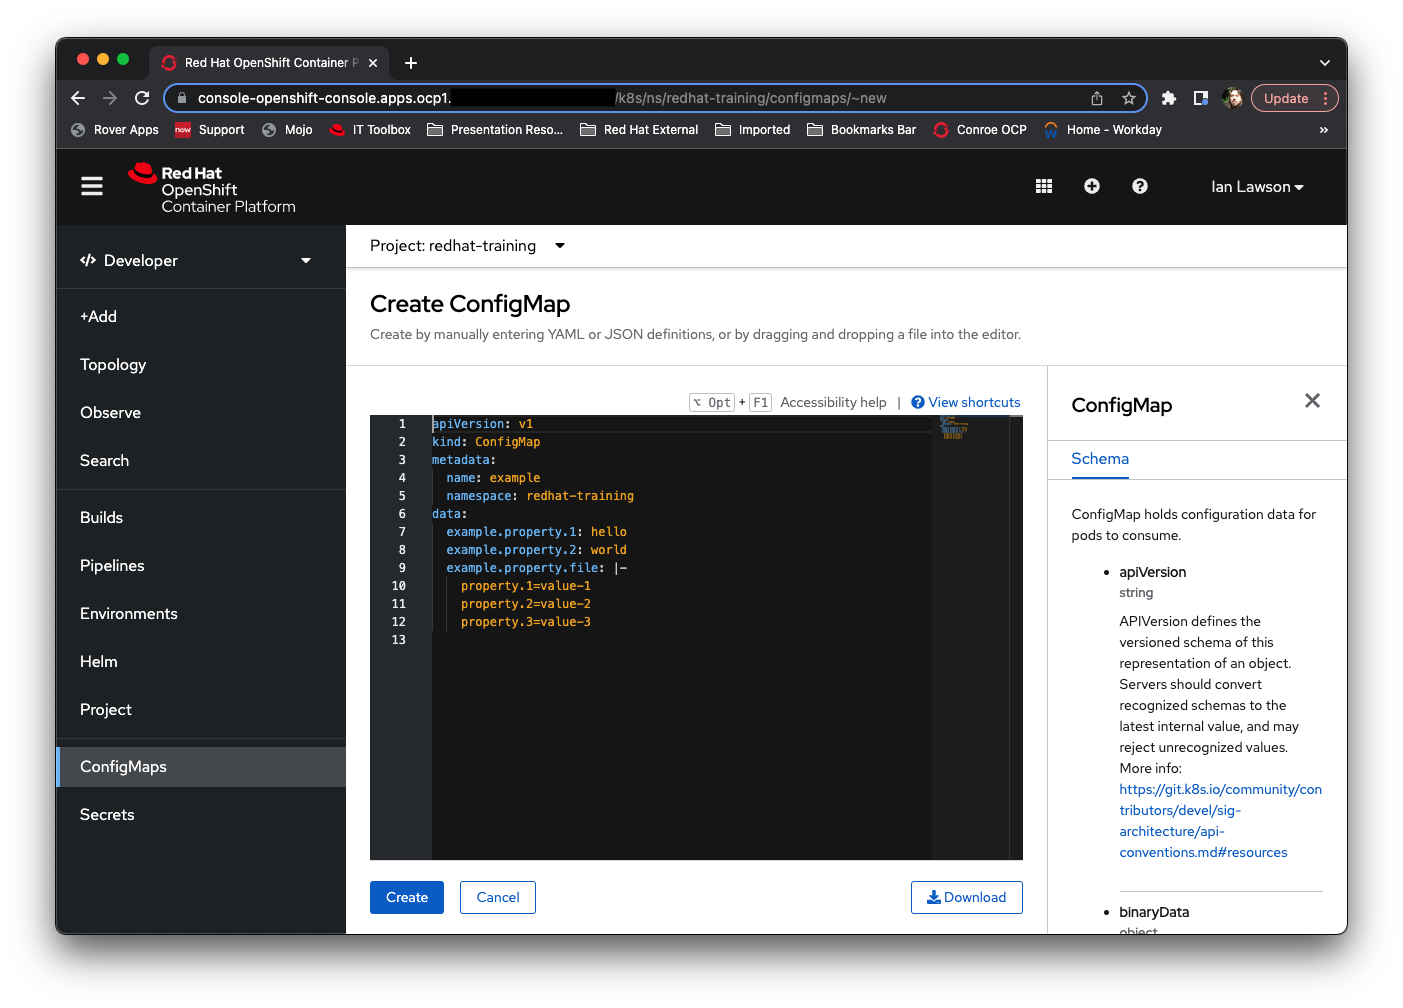 Red Hat OpenShift Container P
console-openshift-console.apps.ocp1. /k8s/ns/redhat-training/configmaps/~new
Update
Rover Apps
Support
Mojo
IT Toolbox
Presentation Reso...
Red Hat External
Imported
Bookmarks Bar
Conroe OCP
Home - Workday
»
Red Hat
OpenShift
Container Platform
Ian Lawson
Developer
+Add
Topology
Observe
Search
Builds
Pipelines
Environments
Helm
Project
ConfigMaps
Secrets
Project: redhat-training
Create ConfigMap
Create by manually entering YAML or JSON definitions, or by dragging and dropping a file into the editor.
⌥ Opt + F1 Accessibility help | View shortcuts
1 apiVersion: v1
2 kind: ConfigMap
3 metadata:
4 name: example
5 namespace: redhat-training
6 data:
7 example.property.1: hello
8 example.property.2: world
9 example.property.file: |-
10 property.1=value-1
11 property.2=value-2
12 property.3=value-3
13
Create
Cancel
Download
ConfigMap
Schema
ConfigMap holds configuration data for
pods to consume.
• apiVersion
string
APIVersion defines the
versioned schema of this
representation of an object.
Servers should convert
recognized schemas to the
latest internal value, and may
reject unrecognized values.
More info:
https://git.k8s.io/community/con
tributors/devel/sig-
architecture/api-
conventions.md#resources
• binaryData
object